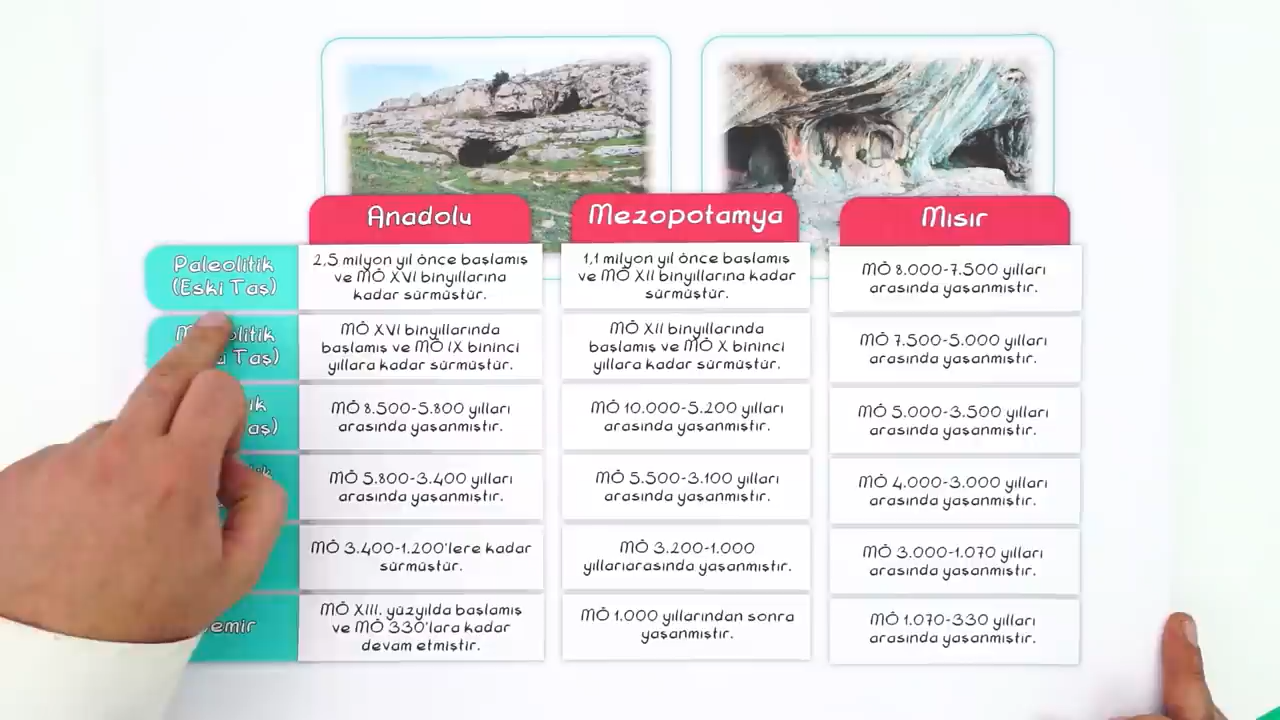 Anadolu
Mezopotamya
Mısır
Paleolitik
(Eski Taş)
2,5 milyon yıl önce başlamış
ve MÖ XVI binyıllarına
kadar sürmüştür.
1,1 milyon yıl önce başlamış
ve MÖ XII binyıllarına kadar
sürmüştür.
MÖ 8.000-7.500 yılları
arasında yaşanmıştır.
Taş)
MÖ XVI binyıllarında
başlamış ve MÖ IX bininci
yıllara kadar sürmüştür.
MÖ XII binyıllarında
başlamış ve MÖ X bininci
yıllara kadar sürmüştür.
MÖ 7.500-5.000 yılları
arasında yaşanmıştır.
MÖ 8.500-5.800 yılları
arasında yaşanmıştır.
MÖ 10.000-5.200 yılları
arasında yaşanmıştır.
MÖ 5.000-3.500 yılları
arasında yaşanmıştır.
MÖ 5.800-3.400 yılları
arasında yaşanmıştır.
MÖ 5.500-3.100 yılları
arasında yaşanmıştır.
MÖ 4.000-3.000 yılları
arasında yaşanmıştır.
MÖ 3.400-1.200'lere kadar
sürmüştür.
MÖ 3.200-1.000
yıllarıarasında yaşanmıştır.
MÖ 3.000-1.070 yılları
arasında yaşanmıştır.
Demir
MÖ XIII. yüzyılda başlamış
ve MÖ 330'lara kadar
devam etmiştir.
MÖ 1.000 yıllarından sonra
yaşanmıştır.
MÖ 1.070-330 yılları
arasında yaşanmıştır.